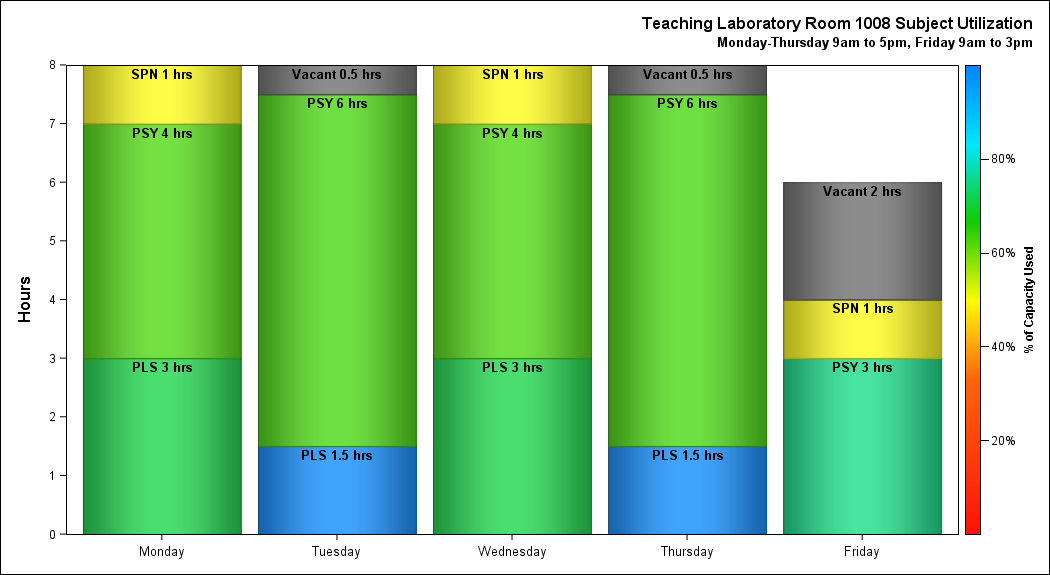 Teaching Laboratory Room 1008 Subject Utilization
Monday-Thursday 9am to 5pm, Friday 9am to 3pm
Hours
8
7
6
5
4
3
2
1
0
SPN 1 hrs
PSY 4 hrs
PLS 3 hrs
Vacant 0.5 hrs
PSY 6 hrs
PLS 1.5 hrs
SPN 1 hrs
PSY 4 hrs
PLS 3 hrs
Vacant 0.5 hrs
PSY 6 hrs
PLS 1.5 hrs
Vacant 2 hrs
SPN 1 hrs
PSY 3 hrs
Monday
Tuesday
Wednesday
Thursday
Friday
80%
60%
40%
20%
% of Capacity Used